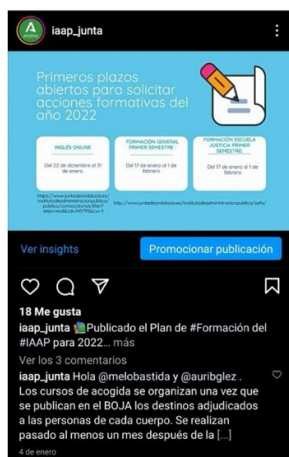 iaap_junta
Primeros plazos
abiertos para solicitar
acciones formativas del
año 2022
INGLÉS ONLINE
Del 22 de diciembre al 31
de enero.
FORMACIÓN GENERAL
PRIMER SEMESTRE
Del 17 de enero al 1 de
febrero
FORMACIÓN ESCUELA
JUSTICIA PRIMER
SEMESTRE:
Del 17 de enero al 1 de
febrero
Ver insights
Promocionar publicación
18 Me gusta
iaap_junta 📚Publicado el Plan de #Formación del
#IAAP para 2022... más
Ver los 3 comentarios
iaap_junta Hola @melobastida y @auribglez .
Los cursos de acogida se organizan una vez que
se publican en el BOJA los destinos adjudicados
a las personas de cada cuerpo. Se realizan
pasado al menos un mes después de la [...]
4 de enero